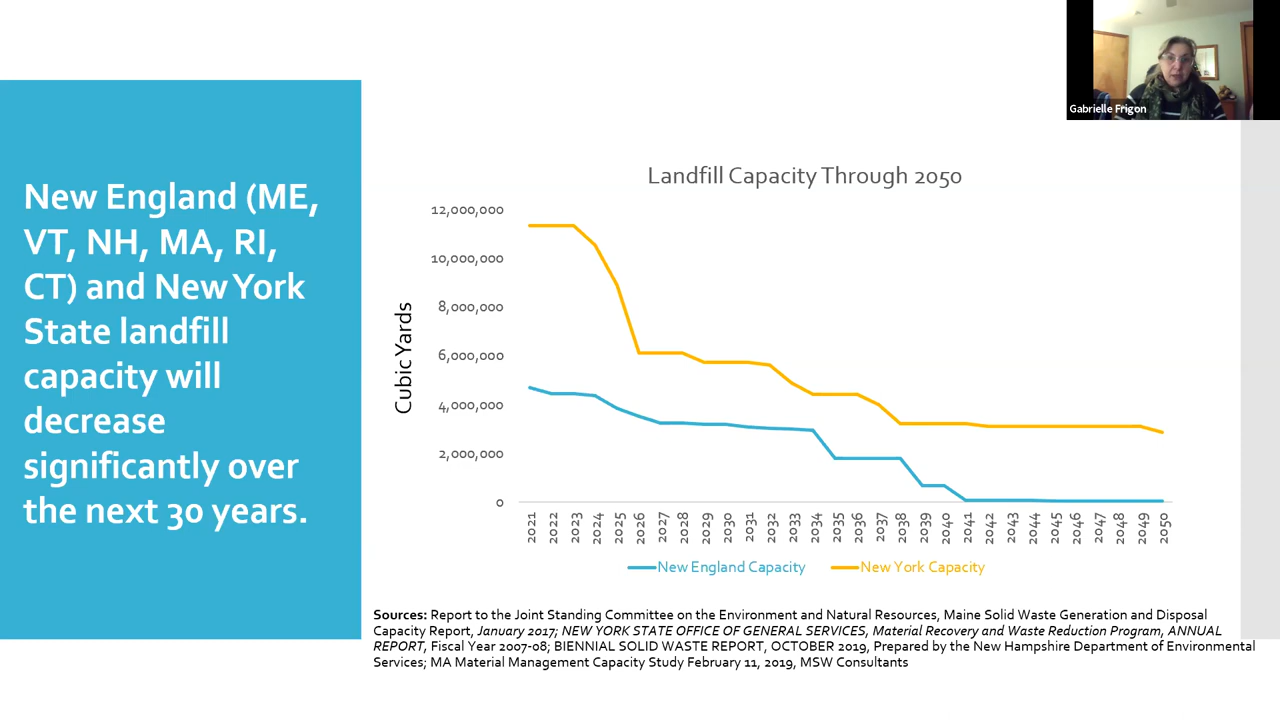 Gabrielle Frigon
New England (ME,
VT, NH, MA, RI,
CT) and New York
State landfill
capacity will
decrease
significantly over
the next 30 years.
Landfill Capacity Through 2050
Cubic Yards
12,000,000
10,000,000
8,000,000
6,000,000
4,000,000
2,000,000
0
2021
2022
2023
2024
2025
2026
2027
2028
2029
2030
2031
2032
2033
2034
2035
2036
2037
2038
2039
2040
2041
2042
2043
2044
2045
2046
2047
2048
2049
2050
New England Capacity
New York Capacity
Sources: Report to the Joint Standing Committee on the Environment and Natural Resources, Maine Solid Waste Generation and Disposal
Capacity Report, January 2017; NEW YORK STATE OFFICE OF GENERAL SERVICES, Material Recovery and Waste Reduction Program, ANNUAL
REPORT, Fiscal Year 2007-08; BIENNIAL SOLID WASTE REPORT, OCTOBER 2019, Prepared by the New Hampshire Department of Environmental
Services; MA Material Management Capacity Study February 11, 2019, MSW Consultants